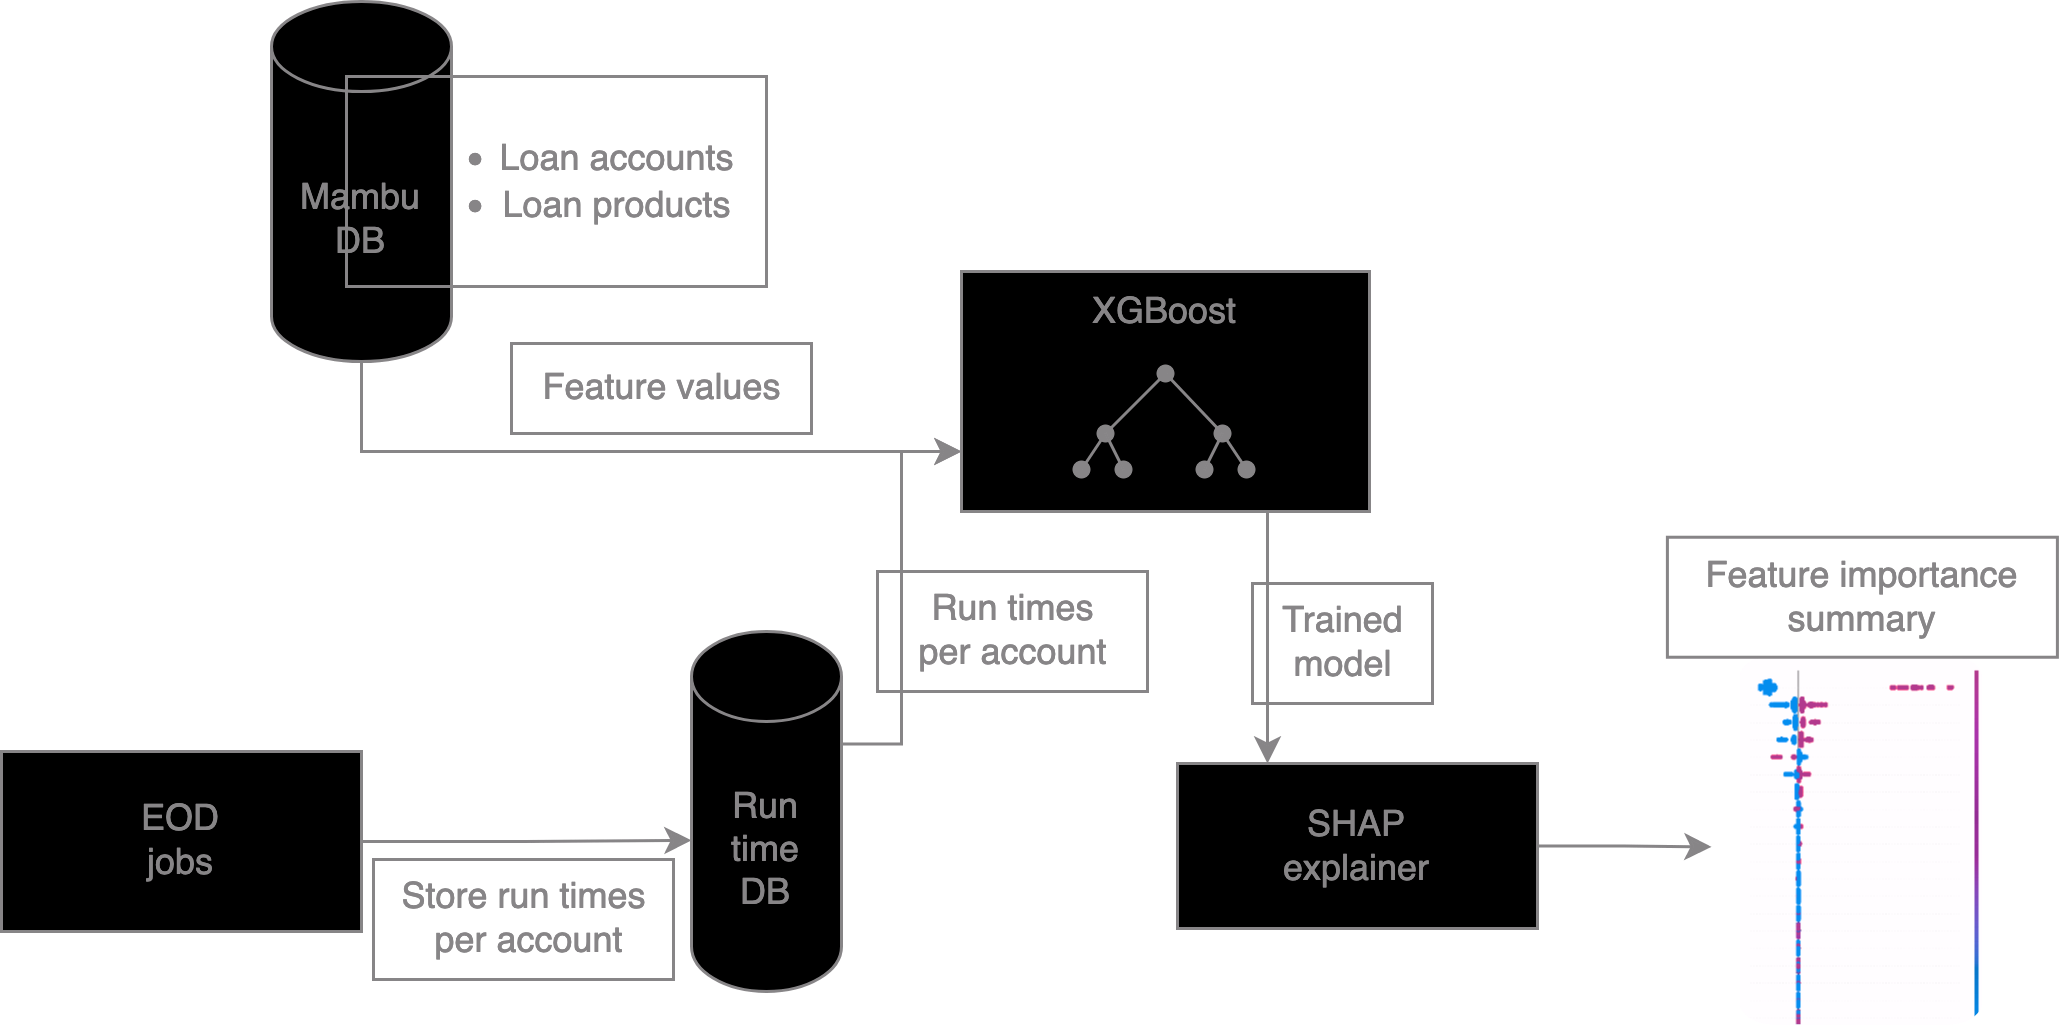 Mambu
DB
• Loan accounts
• Loan products
Feature values
XGBoost
Run times
per account
Trained
model
Feature importance
summary
EOD
jobs
Store run times
per account
Run
time
DB
SHAP
explainer